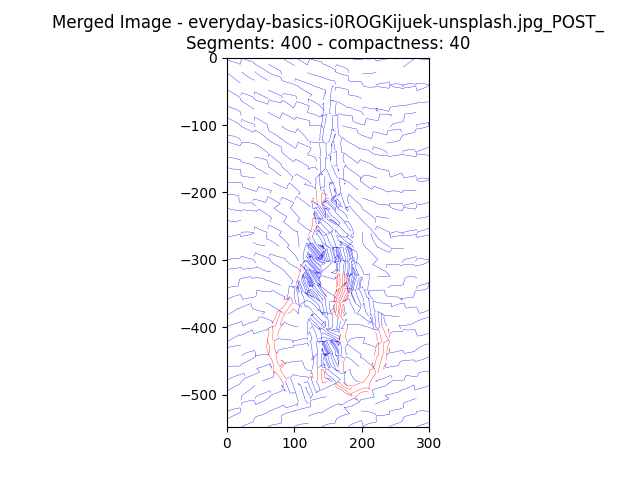 Merged Image - everyday-basics-i0ROGKijuek-unsplash.jpg_POST_
Segments: 400 - compactness: 40
0
−100
−200
−300
−400
−500
0 100 200 300